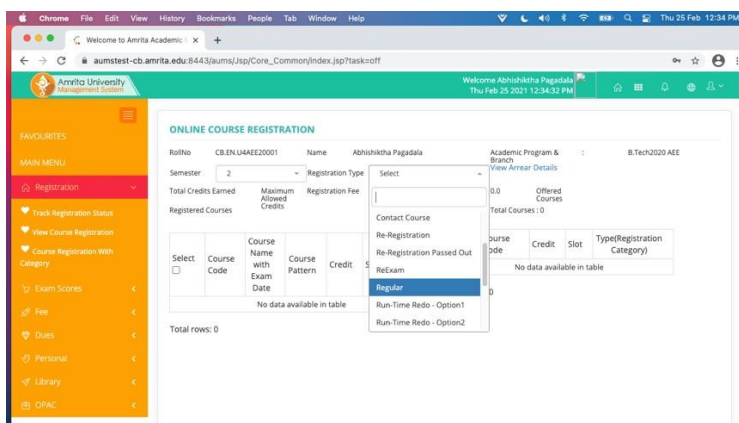 Chrome File Edit View History Bookmarks People Tab Window Help Thu 25 Feb 12:34 PM
Welcome to Amrita Academic
aumstest-cb.amrita.edu:8443/aums/Jsp/Core_Common/index.jsp?task=off
Amrita University
Management System
Welcome Abhishiktha Pagadala
Thu Feb 25 2021 12:34:32 PM
FAVOURITES
MAIN MENU
Registration
Track Registration Status
View Course Registration
Course Registration With
Category
Exam Scores
Fee
Dues
Personal
Library
OPAC
ONLINE COURSE REGISTRATION
RollNo CB.EN.U4AEE20001 Name Abhishiktha Pagadala Academic Program & Branch : B.Tech2020 AEE
View Arrear Details
Semester 2 Registration Type Select
Total Credits Earned Maximum Allowed Credits Registration Fee 0.0 Offered Courses
Registered Courses Total Courses : 0
Contact Course
Re-Registration
Re-Registration Passed Out
ReExam
Regular
Run-Time Redo - Option1
Run-Time Redo - Option2
Select Course Code Course Name with Exam Date Course Pattern Credit
Credit Slot Type(Registration Category)
No data available in table
No data available in table
Total rows: 0